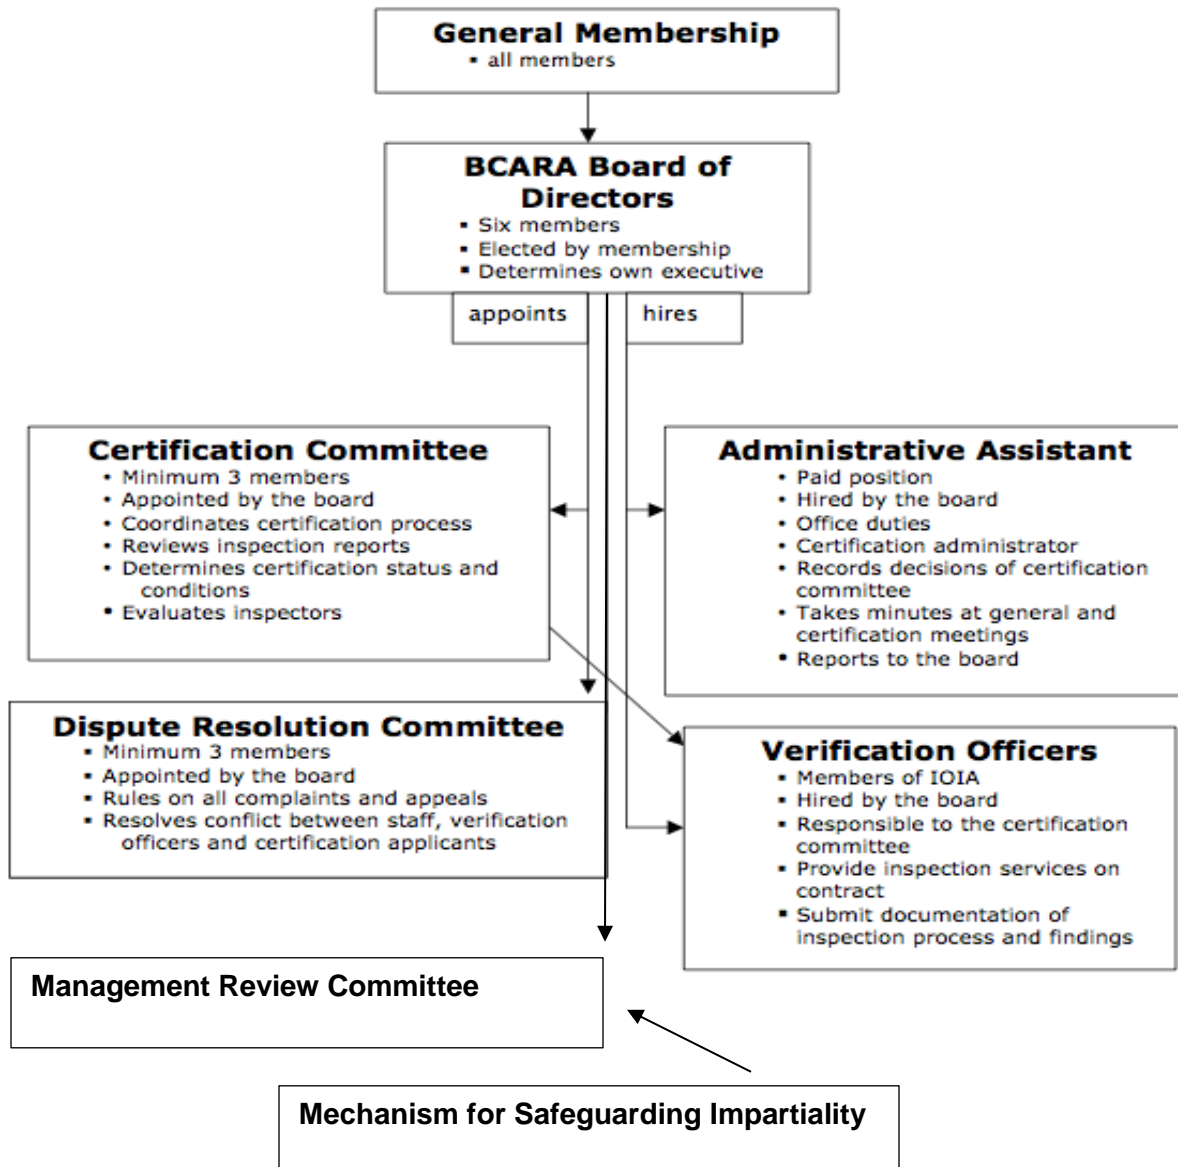 General Membership
▪ all members
BCARA Board of
Directors
▪ Six members
▪ Elected by membership
▪ Determines own executive
appoints
hires
Certification Committee
• Minimum 3 members
• Appointed by the board
• Coordinates certification process
• Reviews inspection reports
• Determines certification status and
conditions
▪ Evaluates inspectors
Administrative Assistant
• Paid position
• Hired by the board
• Office duties
• Certification administrator
• Records decisions of certification
committee
• Takes minutes at general and
certification meetings
▪ Reports to the board
Dispute Resolution Committee
▪ Minimum 3 members
▪ Appointed by the board
▪ Rules on all complaints and appeals
▪ Resolves conflict between staff, verification
officers and certification applicants
Verification Officers
▪ Members of IOIA
▪ Hired by the board
▪ Responsible to the certification
committee
▪ Provide inspection services on
contract
▪ Submit documentation of
inspection process and findings
Management Review Committee
Mechanism for Safeguarding Impartiality